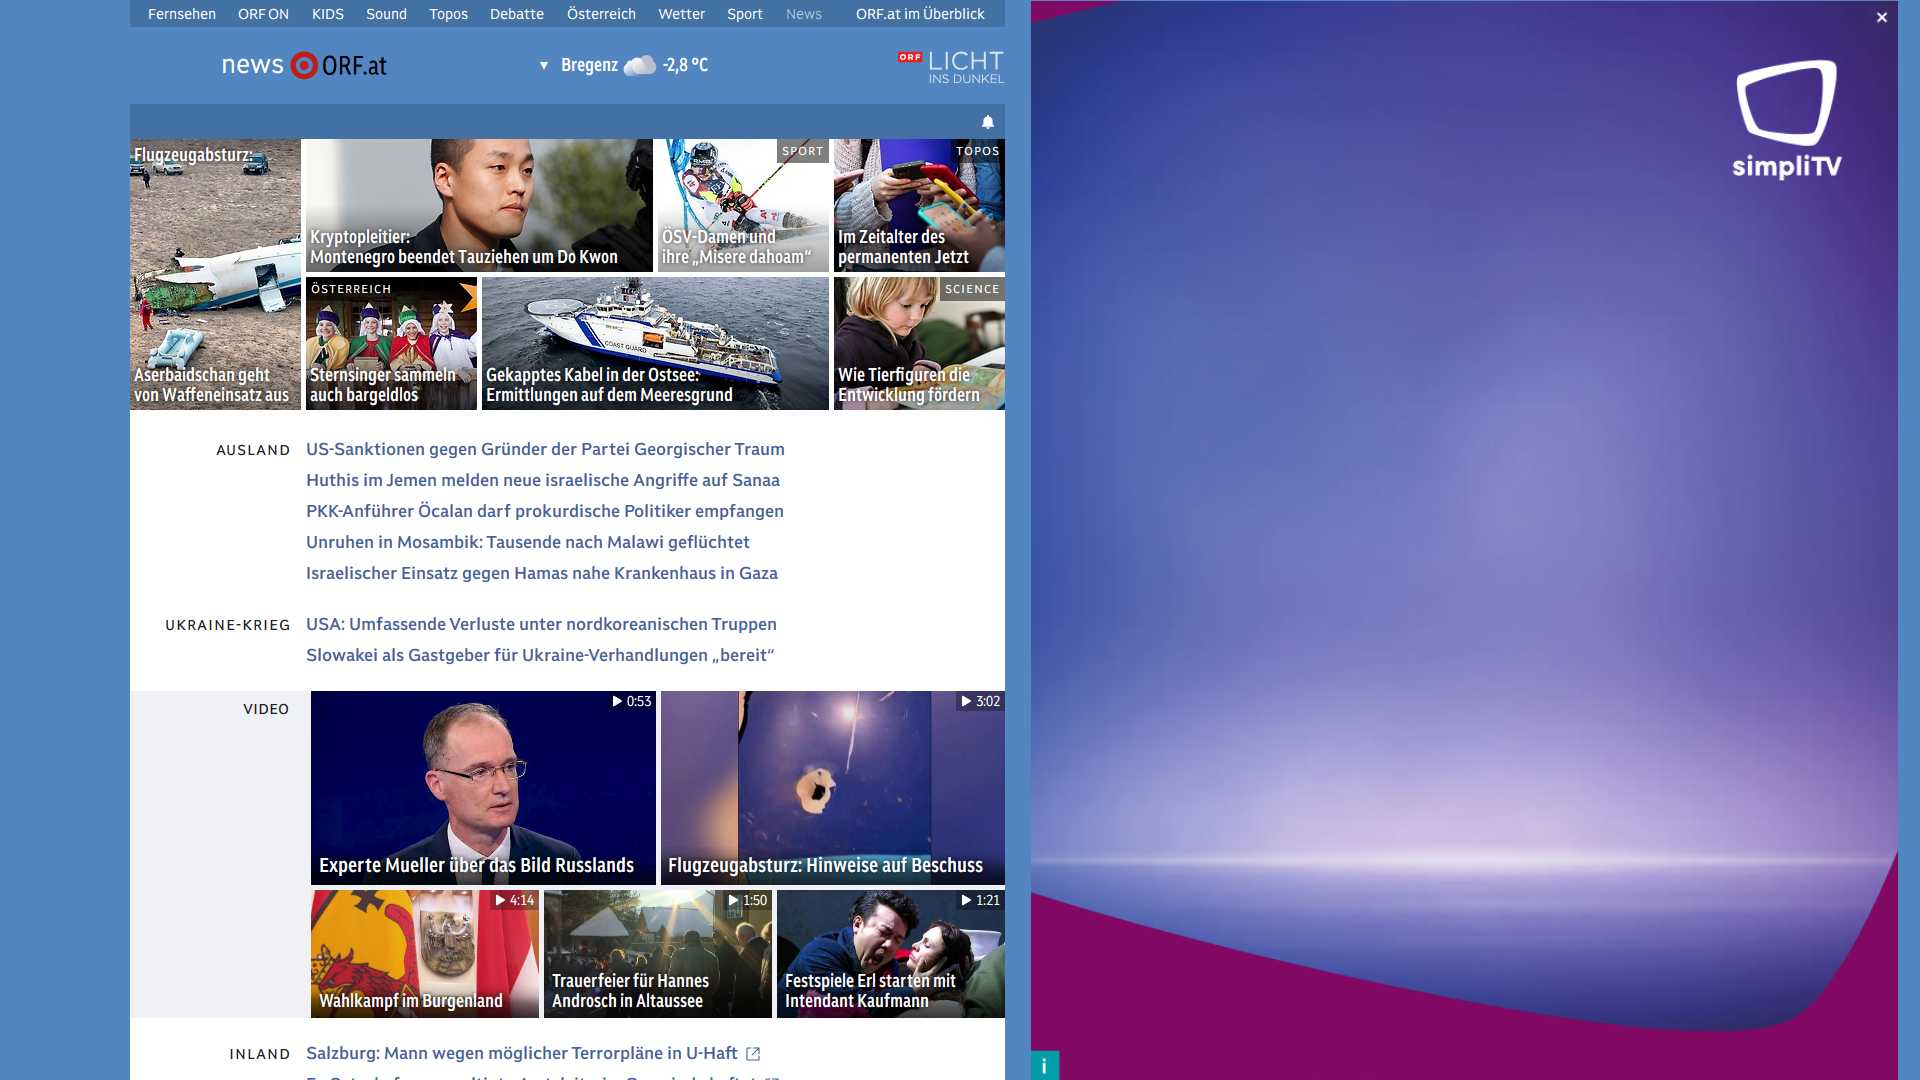 Fernsehen ORF ON KIDS Sound Topos Debatte Österreich Wetter Sport News ORF.at im Überblick
news ORF.at
▼ Bregenz -2,8 °C
ORF LICHT
INS DUNKEL
Flugzeugabsturz:
Aserbaidschan geht
von Waffeneinsatz aus
Kryptopleitier:
Montenegro beendet Tauziehen um Do Kwon
SPORT
ÖSV-Damen und
ihre „Misere dahoam“
TOPOS
Im Zeitalter des
permanenten Jetzt
ÖSTERREICH
Sternsinger sammeln
auch bargeldlos
COAST GUARD
Gekapptes Kabel in der Ostsee:
Ermittlungen auf dem Meeresgrund
SCIENCE
Wie Tierfiguren die
Entwicklung fördern
AUSLAND
US-Sanktionen gegen Gründer der Partei Georgischer Traum
Huthis im Jemen melden neue israelische Angriffe auf Sanaa
PKK-Anführer Öcalan darf prokurdische Politiker empfangen
Unruhen in Mosambik: Tausende nach Malawi geflüchtet
Israelischer Einsatz gegen Hamas nahe Krankenhaus in Gaza
UKRAINE-KRIEG
USA: Umfassende Verluste unter nordkoreanischen Truppen
Slowakei als Gastgeber für Ukraine-Verhandlungen „bereit“
VIDEO
0:53
Experte Mueller über das Bild Russlands
3:02
Flugzeugabsturz: Hinweise auf Beschuss
4:14
Wahlkampf im Burgenland
1:50
Trauerfeier für Hannes
Androsch in Altaussee
1:21
Festspiele Erl starten mit
Intendant Kaufmann
INLAND
Salzburg: Mann wegen möglicher Terrorpläne in U-Haft
simpliTV
i